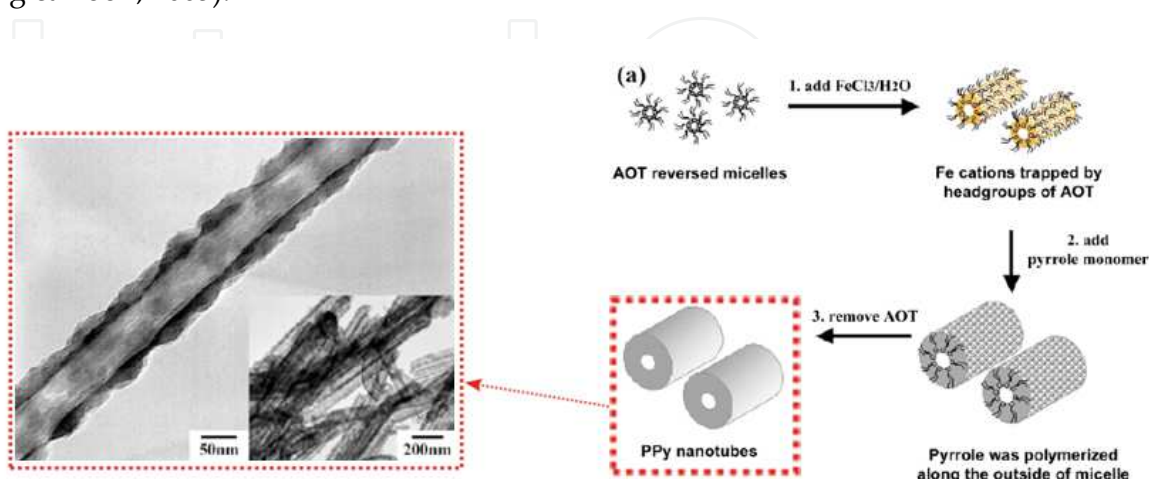 (a)
1. add FeCl3/H2O
AOT reversed micelles
Fe cations trapped by
headgroups of AOT
2. add
pyrrole monomer
3. remove AOT
50nm
200nm
PPy nanotubes
Pyrrole was polymerized
along the outside of micelle